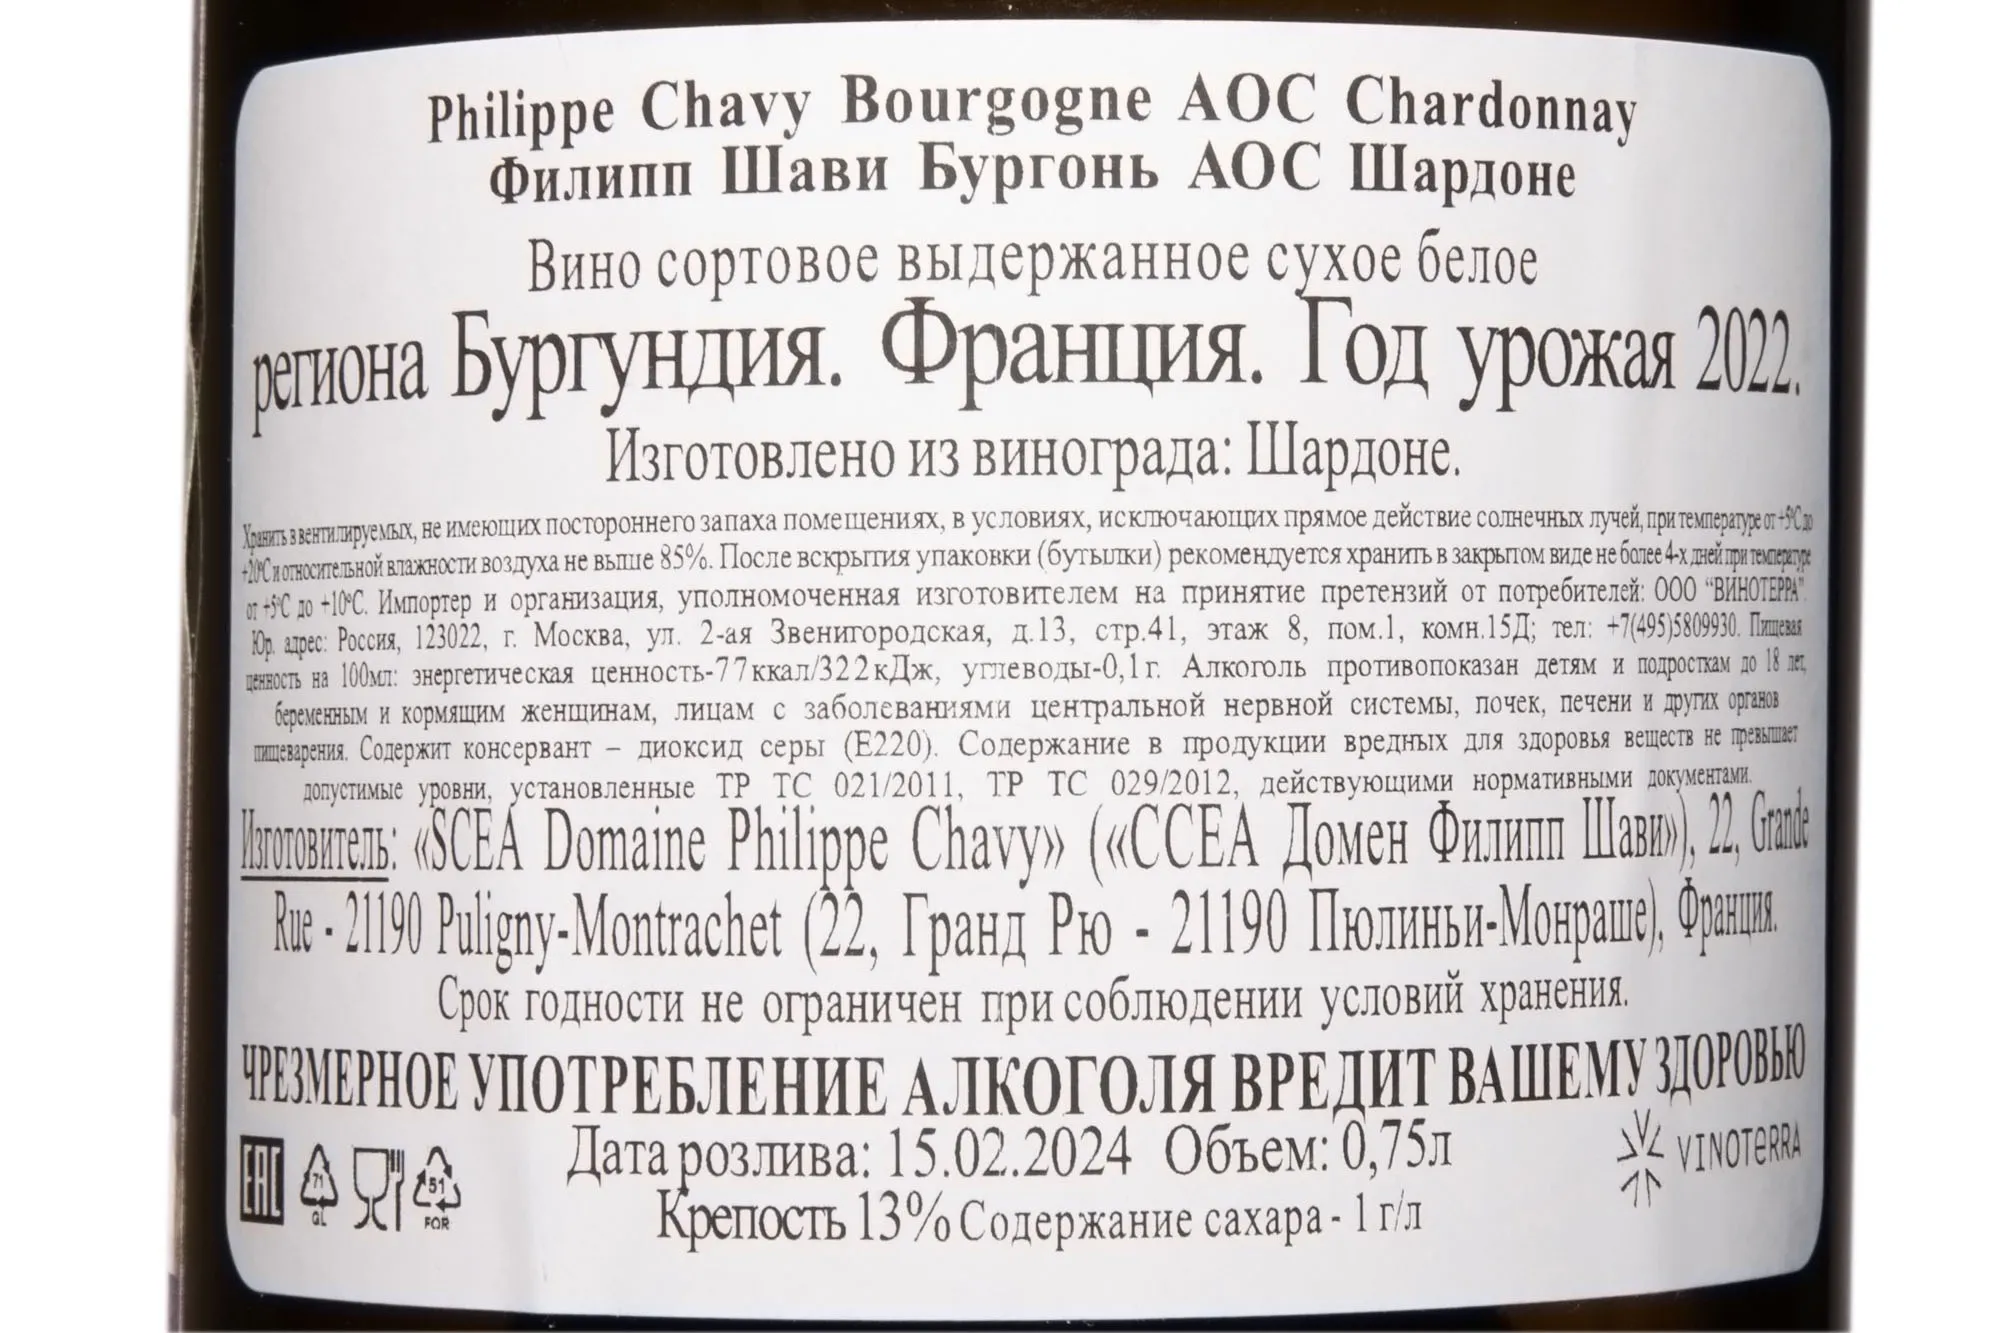 Philippe Chavy Bourgogne AOC Chardonnay
Филипп Шави Бургонь АОС Шардоне
Вино сортовое выдержанное сухое белое
региона Бургундия. Франция. Год урожая 2022.
Изготовлено из винограда: Шардоне.
Хранить в вентилируемых, не имеющих постороннего запаха помещениях, в условиях, исключающих прямое действие солнечных лучей, при температуре от +5°С до
+20°С и относительной влажности воздуха не выше 85%. После вскрытия упаковки (бутылки) рекомендуется хранить в закрытом виде не более 4-х дней при температуре
от +5°С до +10°С. Импортер и организация, уполномоченная изготовителем на принятие претензий от потребителей: ООО "ВИНОТЕРРА".
Юр. адрес: Россия, 123022, г. Москва, ул. 2-ая Звенигородская, д.13, стр.41, этаж 8, пом.1, комн.15Д; тел: +7(495)5809930. Пищевая
ценность на 100мл: энергетическая ценность-77ккал/322кДж, углеводы-0,1г. Алкоголь противопоказан детям и подросткам до 18 лет,
беременным и кормящим женщинам, лицам с заболеваниями центральной нервной системы, почек, печени и других органов
пищеварения. Содержит консервант – диоксид серы (Е220). Содержание в продукции вредных для здоровья веществ не превышает
допустимые уровни, установленные ТР ТС 021/2011, ТР ТС 029/2012, действующими нормативными документами.
Изготовитель: «SCEA Domaine Philippe Chavy» («ССЕА Домен Филипп Шави»), 22, Grande
Rue - 21190 Puligny-Montrachet (22, Гранд Рю - 21190 Пюлиньи-Монраше), Франция.
Срок годности не ограничен при соблюдении условий хранения.
ЧРЕЗМЕРНОЕ УПОТРЕБЛЕНИЕ АЛКОГОЛЯ ВРЕДИТ ВАШЕМУ ЗДОРОВЬЮ
Дата розлива: 15.02.2024 Объем: 0,75л
Крепость 13% Содержание сахара - 1 г/л
EAC
71
GL
51
FOR
VINOTERRA